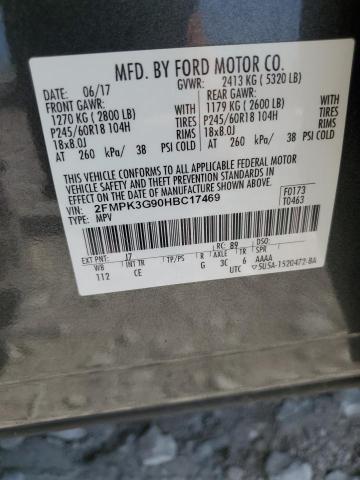 MFD. BY FORD MOTOR CO.
DATE: 06/17 GVWR: 2413 KG ( 5320 LB)
FRONT GAWR: REAR GAWR:
1270 KG ( 2800 LB) WITH 1179 KG ( 2600 LB) WITH
P245/60R18 104H TIRES P245/60R18 104H TIRES
18x8.0J RIMS 18x8.0J RIMS
AT 260 kPa/ 38 PSI COLD AT 260 kPa/ 38 PSI COLD
THIS VEHICLE CONFORMS TO ALL APPLICABLE FEDERAL MOTOR
VEHICLE SAFETY AND BUMPER STANDARDS IN EFFECT ON THE DATE OF
MANUFACTURE SHOWN ABOVE.
VIN: 2FMPK3G90HBC17469 F0173
TYPE: MPV T0463
EXT PNT: J7 RC: 89 DSO:
WB INT TR TP/PS R AXLE TR SPR
112 CE G 3C 6 AAAA
UTC 5U5A-1520472-BA